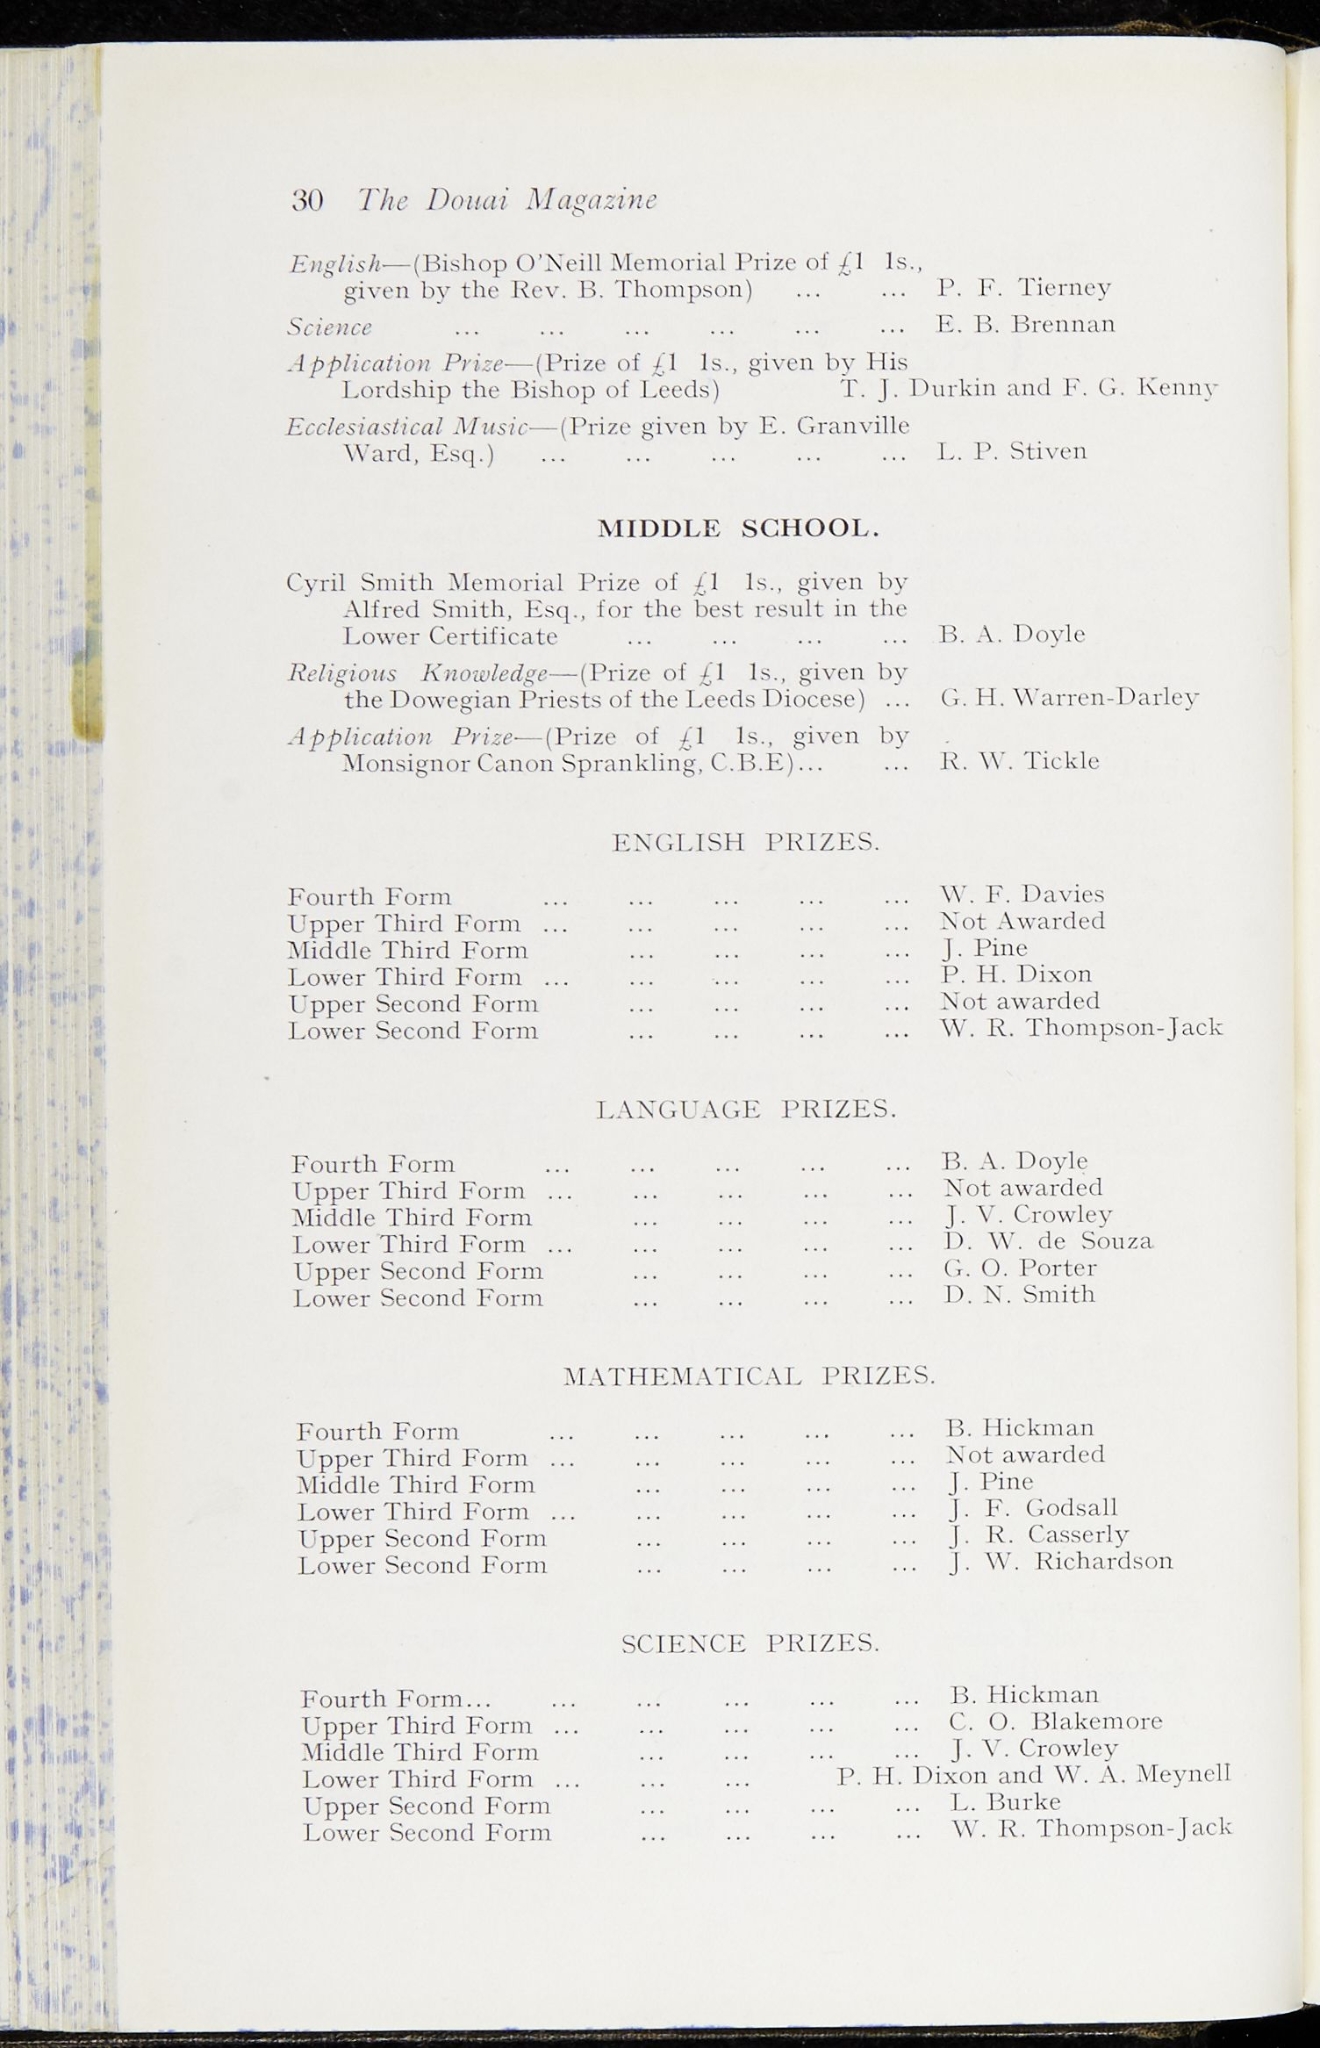 30 The Douai Magazine
English—(Bishop O'Neill Memorial Prize of £1 1s.,
given by the Rev. B. Thompson) ... ... P. F. Tierney
Science ... ... ... ... ... ... E. B. Brennan
Application Prize—(Prize of £1 1s., given by His
Lordship the Bishop of Leeds) T. J. Durkin and F. G. Kenny
Ecclesiastical Music—(Prize given by E. Granville
Ward, Esq.) ... ... ... ... ... L. P. Stiven
MIDDLE SCHOOL.
Cyril Smith Memorial Prize of £1 1s., given by
Alfred Smith, Esq., for the best result in the
Lower Certificate ... ... ... ... B. A. Doyle
Religious Knowledge—(Prize of £1 1s., given by
the Dowegian Priests of the Leeds Diocese) ... G. H. Warren-Darley
Application Prize—(Prize of £1 1s., given by
Monsignor Canon Sprankling, C.B.E)... ... R. W. Tickle
ENGLISH PRIZES.
Fourth Form ... ... ... ... ... W. F. Davies
Upper Third Form ... ... ... ... ... Not Awarded
Middle Third Form ... ... ... ... J. Pine
Lower Third Form ... ... ... ... ... P. H. Dixon
Upper Second Form ... ... ... ... Not awarded
Lower Second Form ... ... ... ... W. R. Thompson-Jack
LANGUAGE PRIZES.
Fourth Form ... ... ... ... ... B. A. Doyle
Upper Third Form ... ... ... ... ... Not awarded
Middle Third Form ... ... ... ... J. V. Crowley
Lower Third Form ... ... ... ... ... D. W. de Souza
Upper Second Form ... ... ... ... G. O. Porter
Lower Second Form ... ... ... ... D. N. Smith
MATHEMATICAL PRIZES.
Fourth Form ... ... ... ... ... B. Hickman
Upper Third Form ... ... ... ... ... Not awarded
Middle Third Form ... ... ... ... J. Pine
Lower Third Form ... ... ... ... ... J. F. Godsall
Upper Second Form ... ... ... ... J. R. Casserly
Lower Second Form ... ... ... ... J. W. Richardson
SCIENCE PRIZES.
Fourth Form... ... ... ... ... ... B. Hickman
Upper Third Form ... ... ... ... ... C. O. Blakemore
Middle Third Form ... ... ... ... J. V. Crowley
Lower Third Form ... ... ... P. H. Dixon and W. A. Meynell
Upper Second Form ... ... ... ... L. Burke
Lower Second Form ... ... ... ... W. R. Thompson-Jack